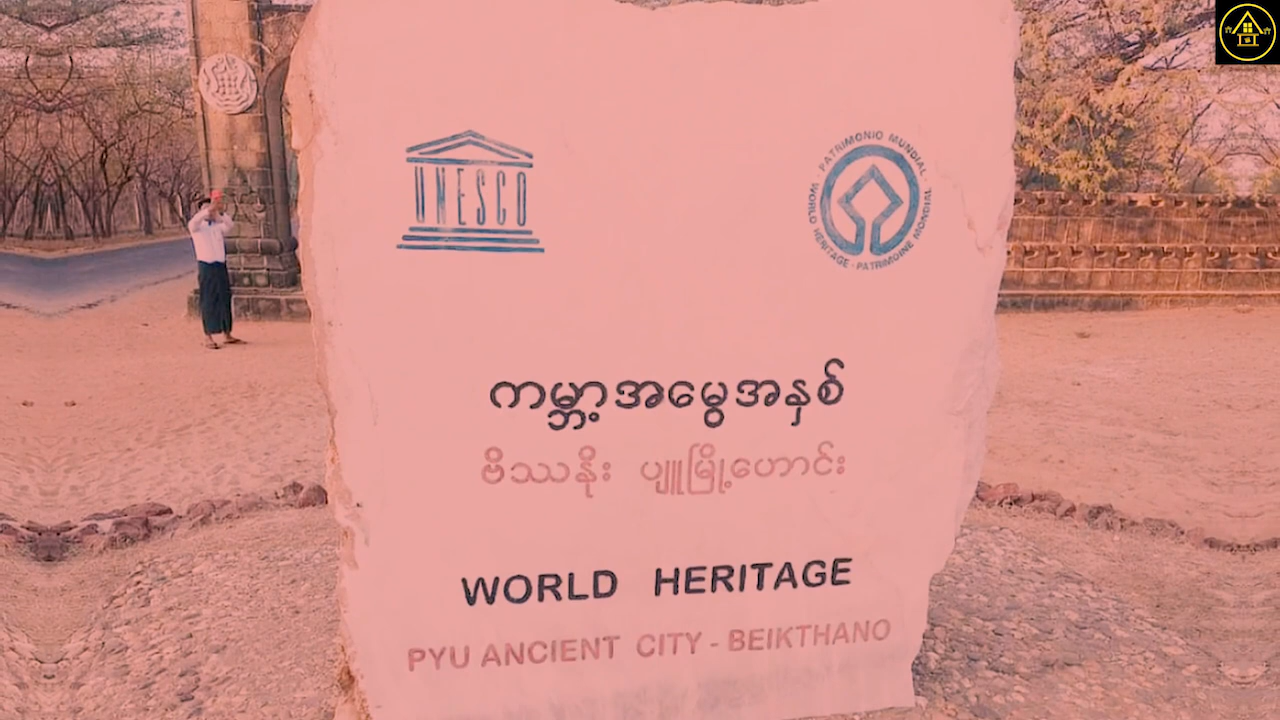 UNESCO
PATRIMONIO MUNDIAL · WORLD HERITAGE · PATRIMOINE MONDIAL
ကမ္ဘာ့အမွေအနှစ်
ဗိဿနိုး ပျူမြို့ဟောင်း
WORLD HERITAGE
PYU ANCIENT CITY - BEIKTHANO